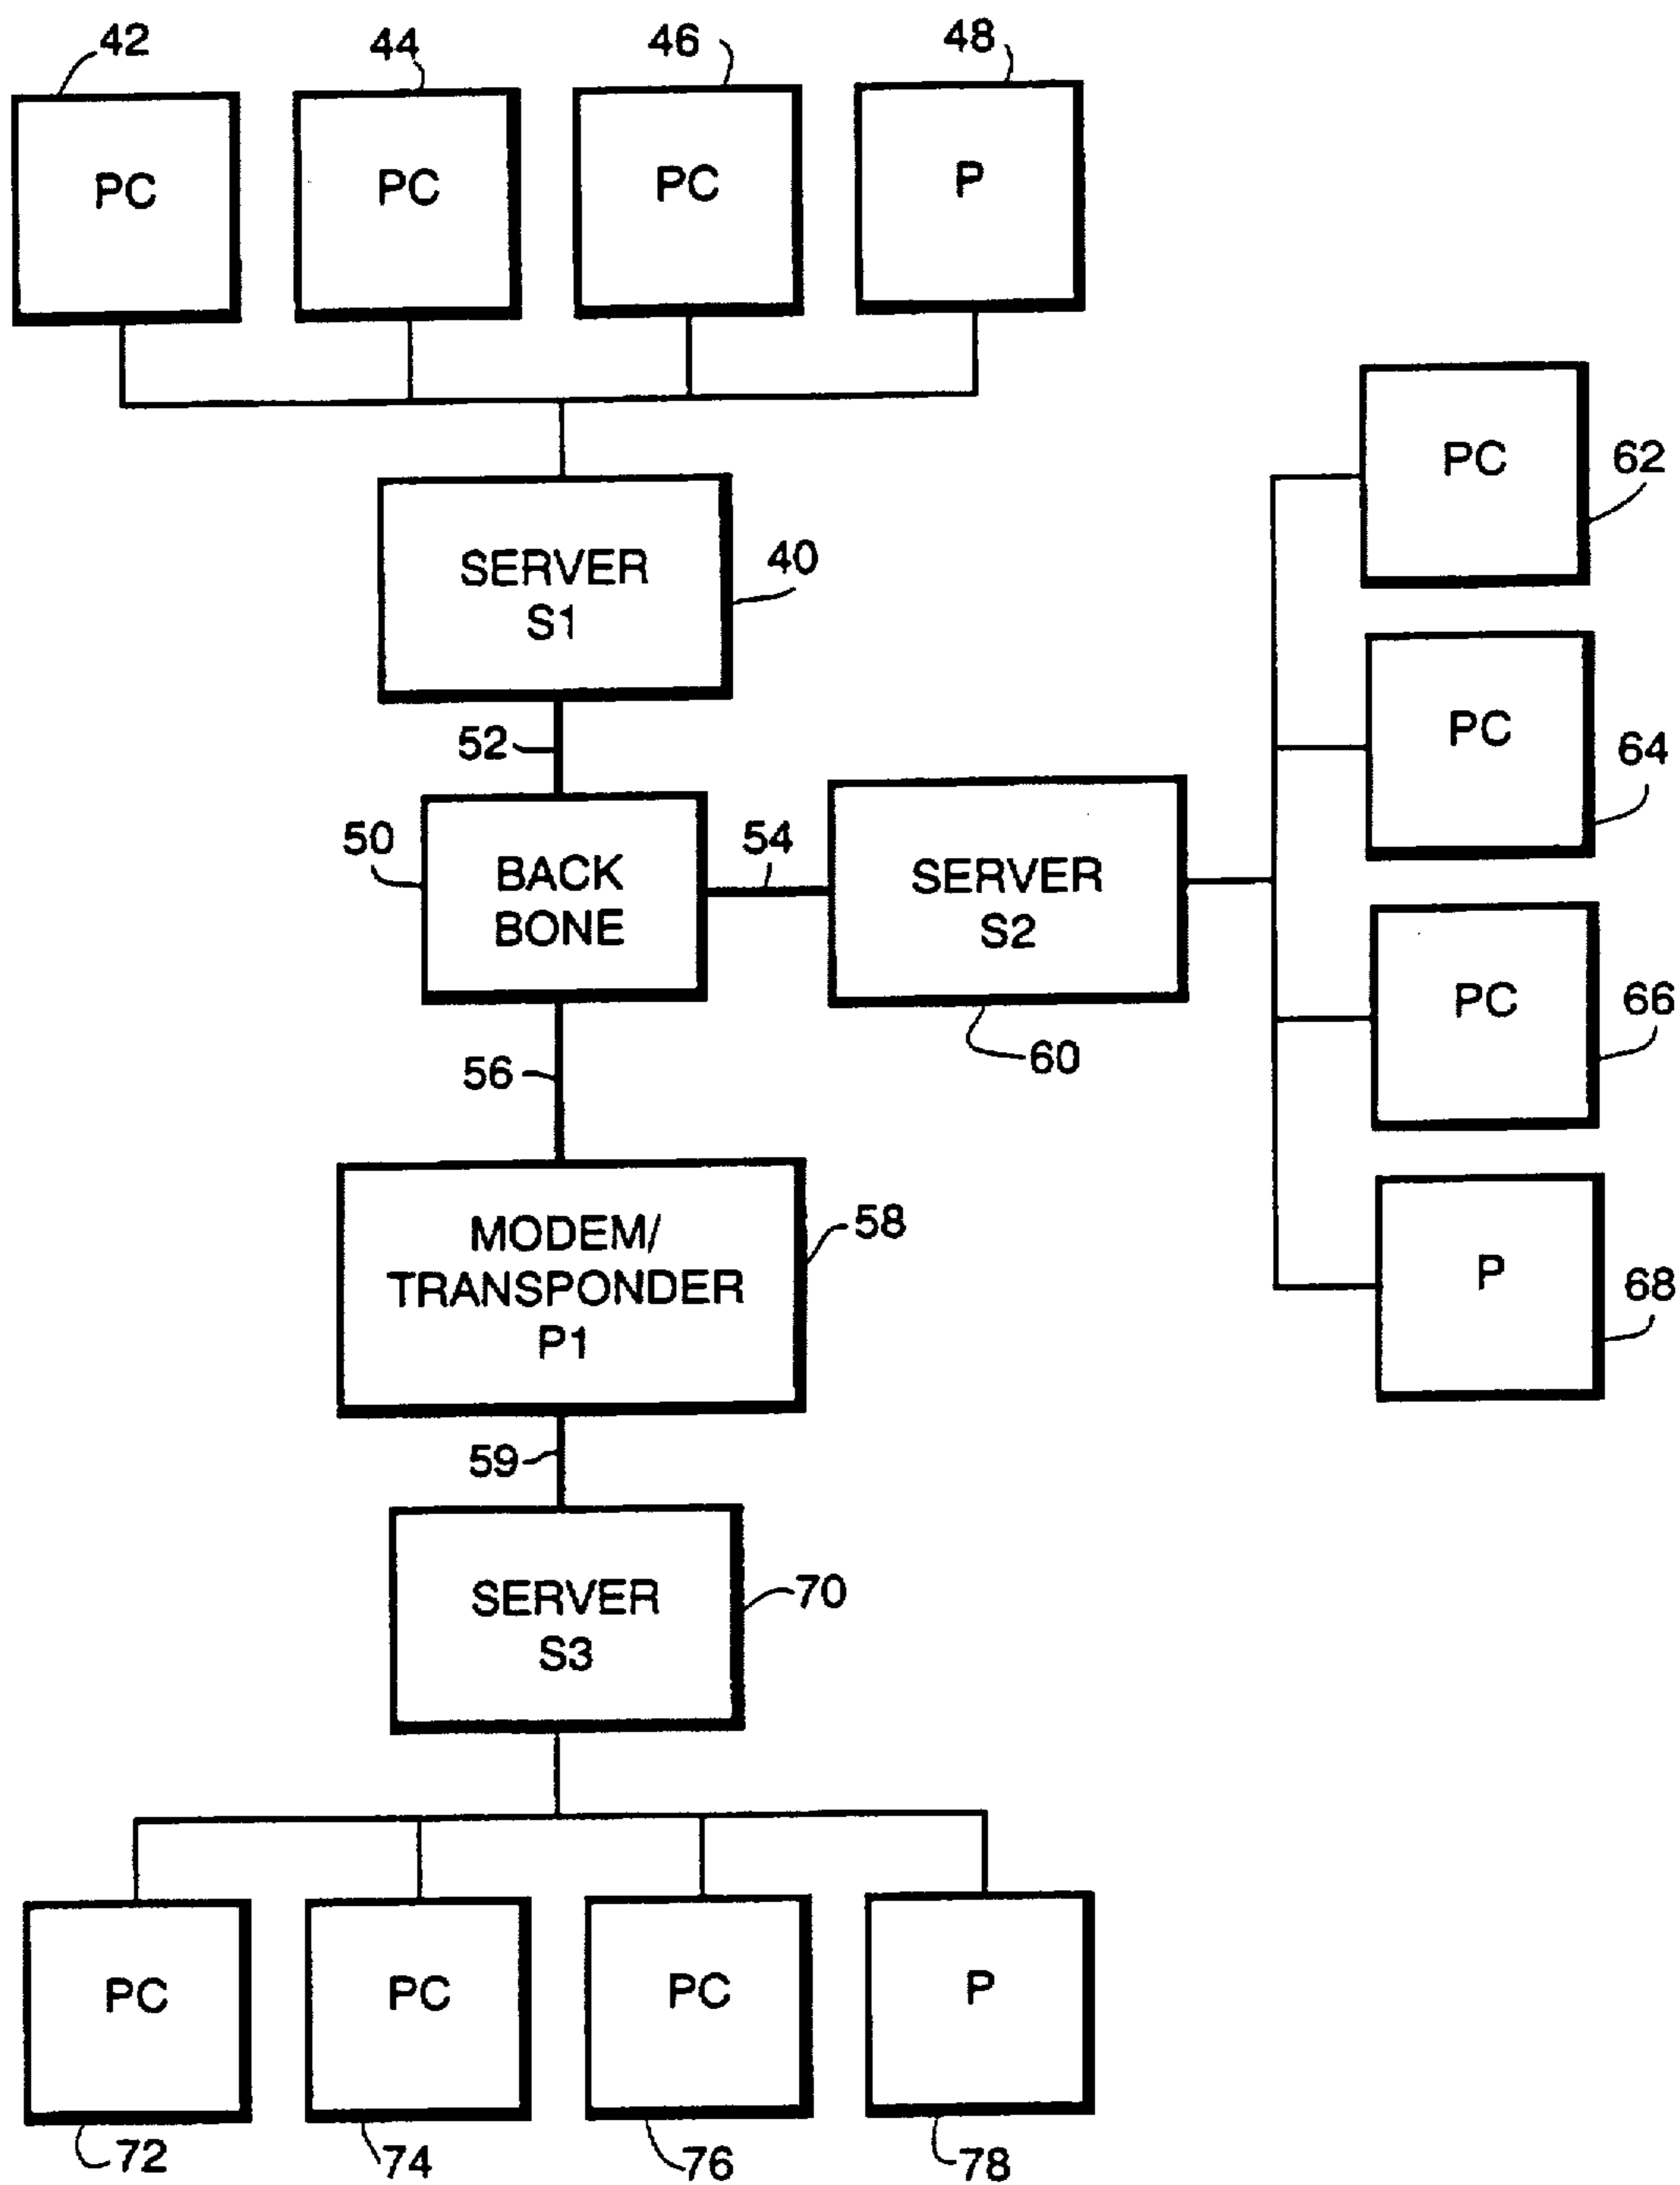 42
44
46
48
PC
PC
PC
P
PC
62
SERVER
S1
40
52
PC
64
50
BACK
BONE
54
SERVER
S2
60
PC
66
56
MODEM/
TRANSPONDER
P1
58
P
68
59
SERVER
S3
70
PC
PC
PC
P
72
74
76
78